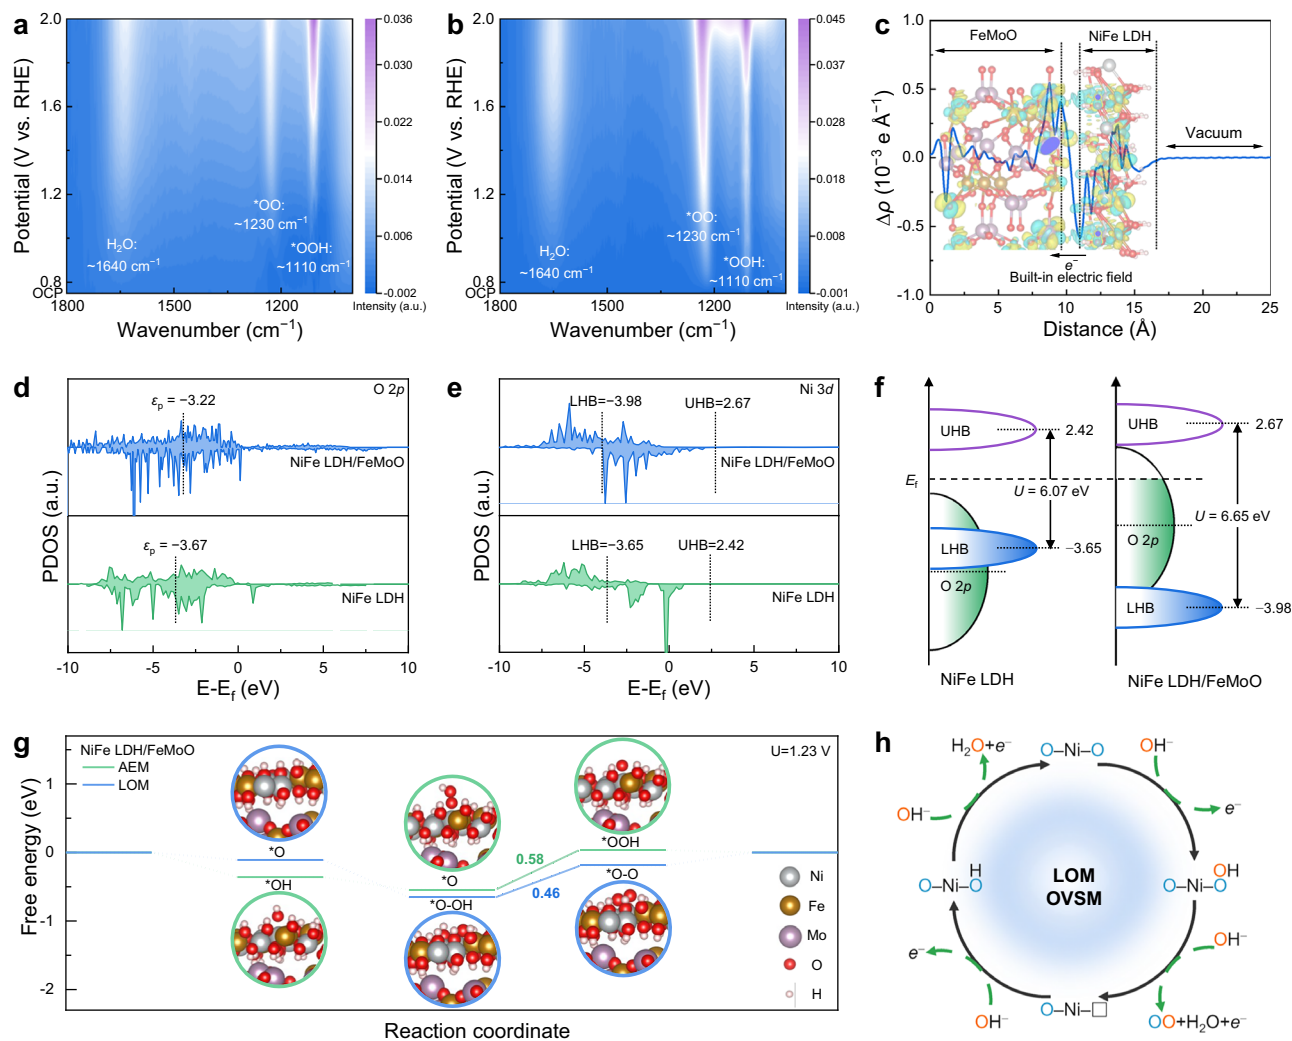 a
2.0
1.6
1.2
0.8
OCP
Potential (V vs. RHE)
1800
1500
1200
Wavenumber (cm⁻¹)
H₂O:
~1640 cm⁻¹
*OO:
~1230 cm⁻¹
*OOH:
~1110 cm⁻¹
0.036
0.029
0.022
0.014
0.006
-0.002
Intensity (a.u.)
b
2.0
1.6
1.2
0.8
OCP
Potential (V vs. RHE)
1800
1500
1200
Wavenumber (cm⁻¹)
H₂O:
~1640 cm⁻¹
*OO:
~1230 cm⁻¹
*OOH:
~1110 cm⁻¹
0.045
0.036
0.027
0.018
0.009
-0.001
Intensity (a.u.)
c
1.0
0.5
0.0
-0.5
-1.0
Δρ (10⁻³ e Å⁻¹)
FeMoO
NiFe LDH
Vacuum
e⁻
Built-in electric field
0
5
10
15
20
25
Distance (Å)
d
O 2p
εₚ = −3.22
NiFe LDH/FeMoO
εₚ = −3.67
NiFe LDH
PDOS (a.u.)
-10
-5
0
5
10
E-E_f (eV)
e
Ni 3d
LHB=−3.98
UHB=2.67
NiFe LDH/FeMoO
LHB=−3.65
UHB=2.42
NiFe LDH
PDOS (a.u.)
-10
-5
0
5
10
E-E_f (eV)
f
UHB
2.42
E_f
U = 6.07 eV
LHB
−3.65
O 2p
NiFe LDH
UHB
2.67
U = 6.65 eV
O 2p
LHB
−3.98
NiFe LDH/FeMoO
g
NiFe LDH/FeMoO
AEM
LOM
U=1.23 V
1
0
-1
-2
Free energy (eV)
*O
*OH
*O
*O-OH
0.58
0.46
*OOH
*O-O
Ni
Fe
Mo
O
H
Reaction coordinate
h
H₂O+e⁻
O–Ni–O
OH⁻
OH⁻
e⁻
H
O–Ni–O
LOM
OVSM
OH
O–Ni–O
OH⁻
e⁻
O–Ni–□
OH⁻
OO+H₂O+e⁻